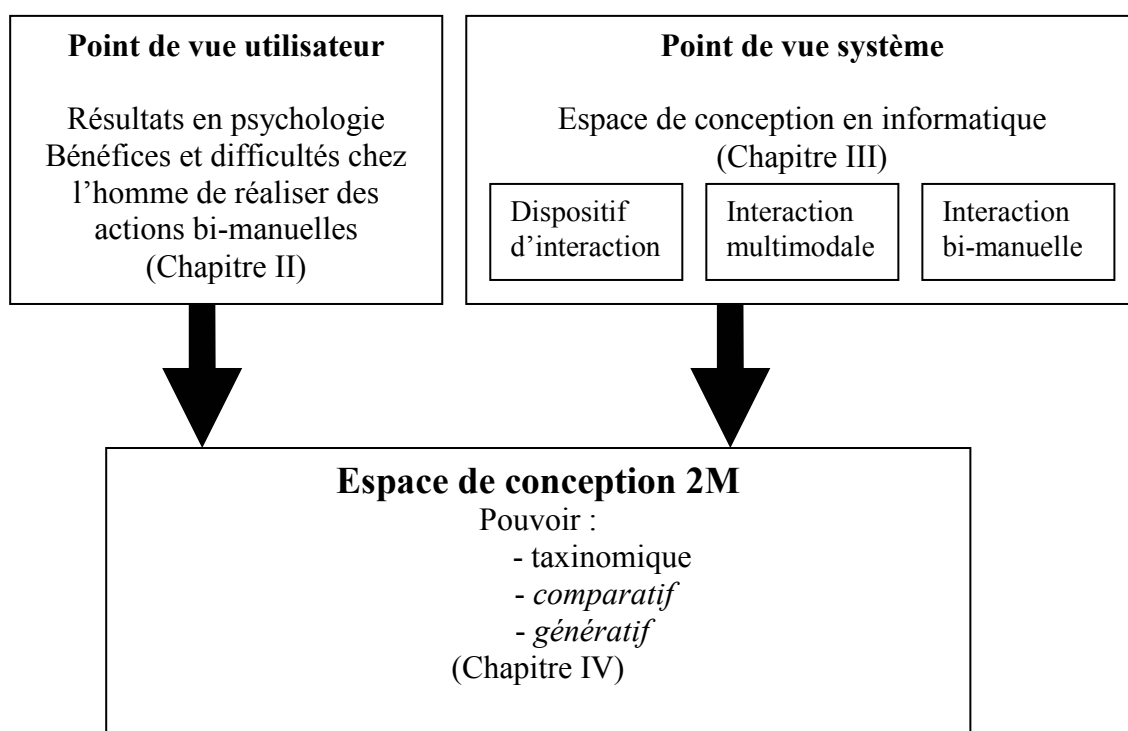 Point de vue utilisateur
Résultats en psychologie
Bénéfices et difficultés chez
l’homme de réaliser des
actions bi-manuelles
(Chapitre II)
Point de vue système
Espace de conception en informatique
(Chapitre III)
Dispositif
d’interaction
Interaction
multimodale
Interaction
bi-manuelle
Espace de conception 2M
Pouvoir :
- taxinomique
- comparatif
- génératif
(Chapitre IV)